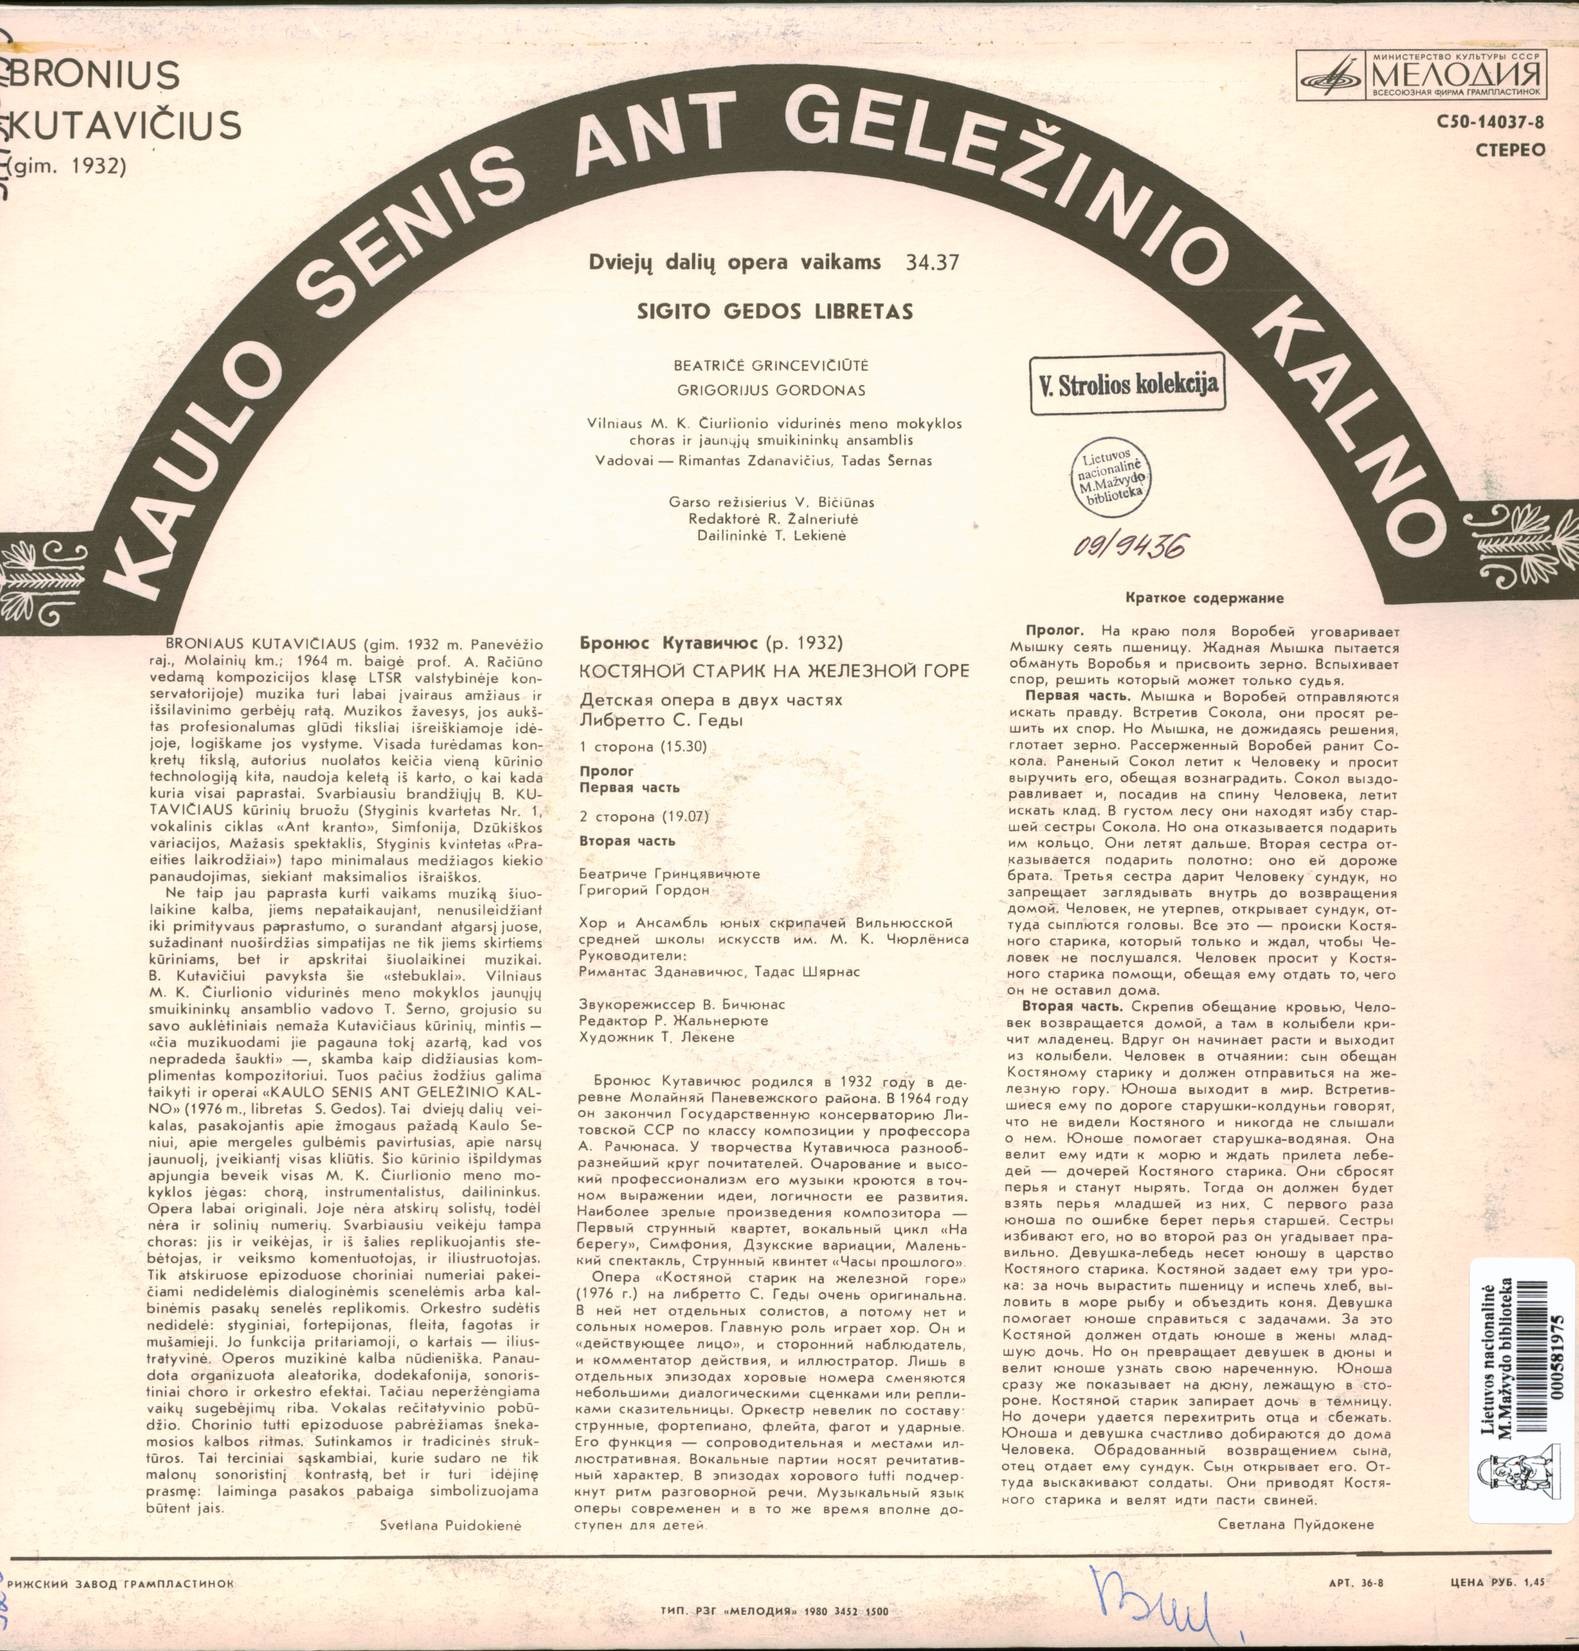 BRONIUS
KUTAVIČIUS
(gim. 1932)
KAULO SENIS ANT GELEŽINIO KALNO
МИНИСТЕРСТВО КУЛЬТУРЫ СССР
МЕЛОДИЯ
ВСЕСОЮЗНАЯ ФИРМА ГРАМПЛАСТИНОК
С50-14037-8
СТЕРЕО
Dviejų dalių opera vaikams 34.37
SIGITO GEDOS LIBRETAS
BEATRIČĖ GRINCEVIČIŪTĖ
GRIGORIJUS GORDONAS
Vilniaus M. K. Čiurlionio vidurinės meno mokyklos
choras ir jaunųjų smuikininkų ansamblis
Vadovai — Rimantas Zdanavičius, Tadas Šernas
Garso režisierius V. Bičiūnas
Redaktorė R. Žalneriutė
Dailininkė T. Lekienė
V. Strolios kolekcija
Lietuvos
nacionalinė
M.Mažvydo
biblioteka
09/9436
BRONIAUS KUTAVIČIAUS (gim. 1932 m. Panevėžio
raj., Molainių km.; 1964 m. baigė prof. A. Račiūno
vedamą kompozicijos klasę LTSR valstybinėje kon-
servatorijoje) muzika turi labai įvairaus amžiaus ir
išsilavinimo gerbėjų ratą. Muzikos žavesys, jos aukš-
tas profesionalumas glūdi tiksliai išreiškiamoje idė-
joje, logiškame jos vystyme. Visada turėdamas kon-
kretų tikslą, autorius nuolatos keičia vieną kūrinio
technologiją kita, naudoja keletą iš karto, o kai kada
kuria visai paprastai. Svarbiausiu brandžiųjų B. KU-
TAVIČIAUS kūrinių bruožu (Styginis kvartetas Nr. 1,
vokalinis ciklas «Ant kranto», Simfonija, Dzūkiškos
variacijos, Mažasis spektaklis, Styginis kvintetas «Pra-
eities laikrodžiai») tapo minimalaus medžiagos kiekio
panaudojimas, siekiant maksimalios išraiškos.
Ne taip jau paprasta kurti vaikams muziką šiuo-
laikine kalba, jiems nepataikaujant, nenusileidžiant
iki primityvaus paprastumo, o surandant atgarsį juose,
sužadinant nuoširdžias simpatijas ne tik jiems skirtiems
kūriniams, bet ir apskritai šiuolaikinei muzikai.
B. Kutavičiui pavyksta šie «stebuklai». Vilniaus
M. K. Čiurlionio vidurinės meno mokyklos jaunųjų
smuikininkų ansamblio vadovo T. Šerno, grojusio su
savo auklėtiniais nemaža Kutavičiaus kūrinių, mintis —
«čia muzikuodami jie pagauna tokį azartą, kad vos
nepradeda šaukti» —, skamba kaip didžiausias kom-
plimentas kompozitoriui. Tuos pačius žodžius galima
taikyti ir operai «KAULO SENIS ANT GELEŽINIO KAL-
NO» (1976 m., libretas S. Gedos). Tai dviejų dalių vei-
kalas, pasakojantis apie žmogaus pažadą Kaulo Se-
niui, apie mergeles gulbėmis pavirtusias, apie narsų
jaunuolį, įveikiantį visas kliūtis. Šio kūrinio išpildymas
apjungia beveik visas M. K. Čiurlionio meno mo-
kyklos jėgas: chorą, instrumentalistus, dailininkus.
Opera labai originali. Joje nėra atskirų solistų, todėl
nėra ir solinių numerių. Svarbiausiu veikėju tampa
choras: jis ir veikėjas, ir iš šalies replikuojantis ste-
bėtojas, ir veiksmo komentuotojas, ir iliustruotojas.
Tik atskiruose epizoduose choriniai numeriai pakei-
čiami nedidelėmis dialoginėmis scenelėmis arba kal-
binėmis pasakų senelės replikomis. Orkestro sudėtis
nedidelė: styginiai, fortepijonas, fleita, fagotas ir
mušamieji. Jo funkcija pritariamoji, o kartais — ilius-
tratyvinė. Operos muzikinė kalba nūdieniška. Panau-
dota organizuota aleatorika, dodekafonija, sonoris-
tiniai choro ir orkestro efektai. Tačiau neperžengiama
vaikų sugebėjimų riba. Vokalas rečitatyvinio pobū-
džio. Chorinio tutti epizoduose pabrėžiamas šneka-
mosios kalbos ritmas. Sutinkamos ir tradicinės struk-
tūros. Tai terciniai sąskambiai, kurie sudaro ne tik
malonų sonoristinį kontrastą, bet ir turi idėjinę
prasmę: laiminga pasakos pabaiga simbolizuojama
būtent jais.
Svetlana Puidokienė
Бронюс Кутавичюс (р. 1932)
КОСТЯНОЙ СТАРИК НА ЖЕЛЕЗНОЙ ГОРЕ
Детская опера в двух частях
Либретто С. Геды
1 сторона (15.30)
Пролог
Первая часть
2 сторона (19.07)
Вторая часть
Беатриче Гринцявичюте
Григорий Гордон
Хор и Ансамбль юных скрипачей Вильнюсской
средней школы искусств им. М. К. Чюрлёниса
Руководители:
Римантас Зданавичюс, Тадас Шярнас
Звукорежиссер В. Бичюнас
Редактор Р. Жальнерюте
Художник Т. Лекене
Бронюс Кутавичюс родился в 1932 году в де-
ревне Молайняй Паневежского района. В 1964 году
он закончил Государственную консерваторию Ли-
товской ССР по классу композиции у профессора
А. Рачюнаса. У творчества Кутавичюса разнооб-
разнейший круг почитателей. Очарование и высо-
кий профессионализм его музыки кроются в точ-
ном выражении идеи, логичности ее развития.
Наиболее зрелые произведения композитора —
Первый струнный квартет, вокальный цикл «На
берегу», Симфония, Дзукские вариации, Малень-
кий спектакль, Струнный квинтет «Часы прошлого».
Опера «Костяной старик на железной горе»
(1976 г.) на либретто С. Геды очень оригинальна.
В ней нет отдельных солистов, а потому нет и
сольных номеров. Главную роль играет хор. Он и
«действующее лицо», и сторонний наблюдатель,
и комментатор действия, и иллюстратор. Лишь в
отдельных эпизодах хоровые номера сменяются
небольшими диалогическими сценками или репли-
ками сказительницы. Оркестр невелик по составу:
струнные, фортепиано, флейта, фагот и ударные.
Его функция — сопроводительная и местами ил-
люстративная. Вокальные партии носят речитатив-
ный характер. В эпизодах хорового tutti подчер-
кнут ритм разговорной речи. Музыкальный язык
оперы современен и в то же время вполне до-
ступен для детей.
Краткое содержание
Пролог. На краю поля Воробей уговаривает
Мышку сеять пшеницу. Жадная Мышка пытается
обмануть Воробья и присвоить зерно. Вспыхивает
спор, решить который может только судья.
Первая часть. Мышка и Воробей отправляются
искать правду. Встретив Сокола, они просят ре-
шить их спор. Но Мышка, не дожидаясь решения,
глотает зерно. Рассерженный Воробей ранит Со-
кола. Раненый Сокол летит к Человеку и просит
выручить его, обещая вознаградить. Сокол выздо-
равливает и, посадив на спину Человека, летит
искать клад. В густом лесу они находят избу стар-
шей сестры Сокола. Но она отказывается подарить
им кольцо. Они летят дальше. Вторая сестра от-
казывается подарить полотно: оно ей дороже
брата. Третья сестра дарит Человеку сундук, но
запрещает заглядывать внутрь до возвращения
домой. Человек, не утерпев, открывает сундук, от-
туда сыплются головы. Все это — происки Костя-
ного старика, который только и ждал, чтобы Че-
ловек не послушался. Человек просит у Костя-
ного старика помощи, обещая ему отдать то, чего
он не оставил дома.
Вторая часть. Скрепив обещание кровью, Чело-
век возвращается домой, а там в колыбели кри-
чит младенец. Вдруг он начинает расти и выходит
из колыбели. Человек в отчаянии: сын обещан
Костяному старику и должен отправиться на же-
лезную гору. Юноша выходит в мир. Встретив-
шиеся ему по дороге старушки-колдуньи говорят,
что не видели Костяного и никогда не слышали
о нем. Юноше помогает старушка-водяная. Она
велит ему идти к морю и ждать прилета лебе-
дей — дочерей Костяного старика. Они сбросят
перья и станут нырять. Тогда он должен будет
взять перья младшей из них. С первого раза
юноша по ошибке берет перья старшей. Сестры
избивают его, но во второй раз он угадывает пра-
вильно. Девушка-лебедь несет юношу в царство
Костяного старика. Костяной задает ему три уро-
ка: за ночь вырастить пшеницу и испечь хлеб, вы-
ловить в море рыбу и объездить коня. Девушка
помогает юноше справиться с задачами. За это
Костяной должен отдать юноше в жены млад-
шую дочь. Но он превращает девушек в дюны и
велит юноше узнать свою нареченную. Юноша
сразу же показывает на дюну, лежащую в сто-
роне. Костяной старик запирает дочь в темницу.
Но дочери удается перехитрить отца и сбежать.
Юноша и девушка счастливо добираются до дома
Человека. Обрадованный возвращением сына,
отец отдает ему сундук. Сын открывает его. От-
туда выскакивают солдаты. Они приводят Костя-
ного старика и велят идти пасти свиней.
Светлана Пуйдокене
Lietuvos nacionalinė
M.Mažvydo biblioteka
000581975
РИЖСКИЙ ЗАВОД ГРАМПЛАСТИНОК
ТИП. РЗГ «МЕЛОДИЯ» 1980 3452 1500
АРТ. 36-8
ЦЕНА РУБ. 1,45